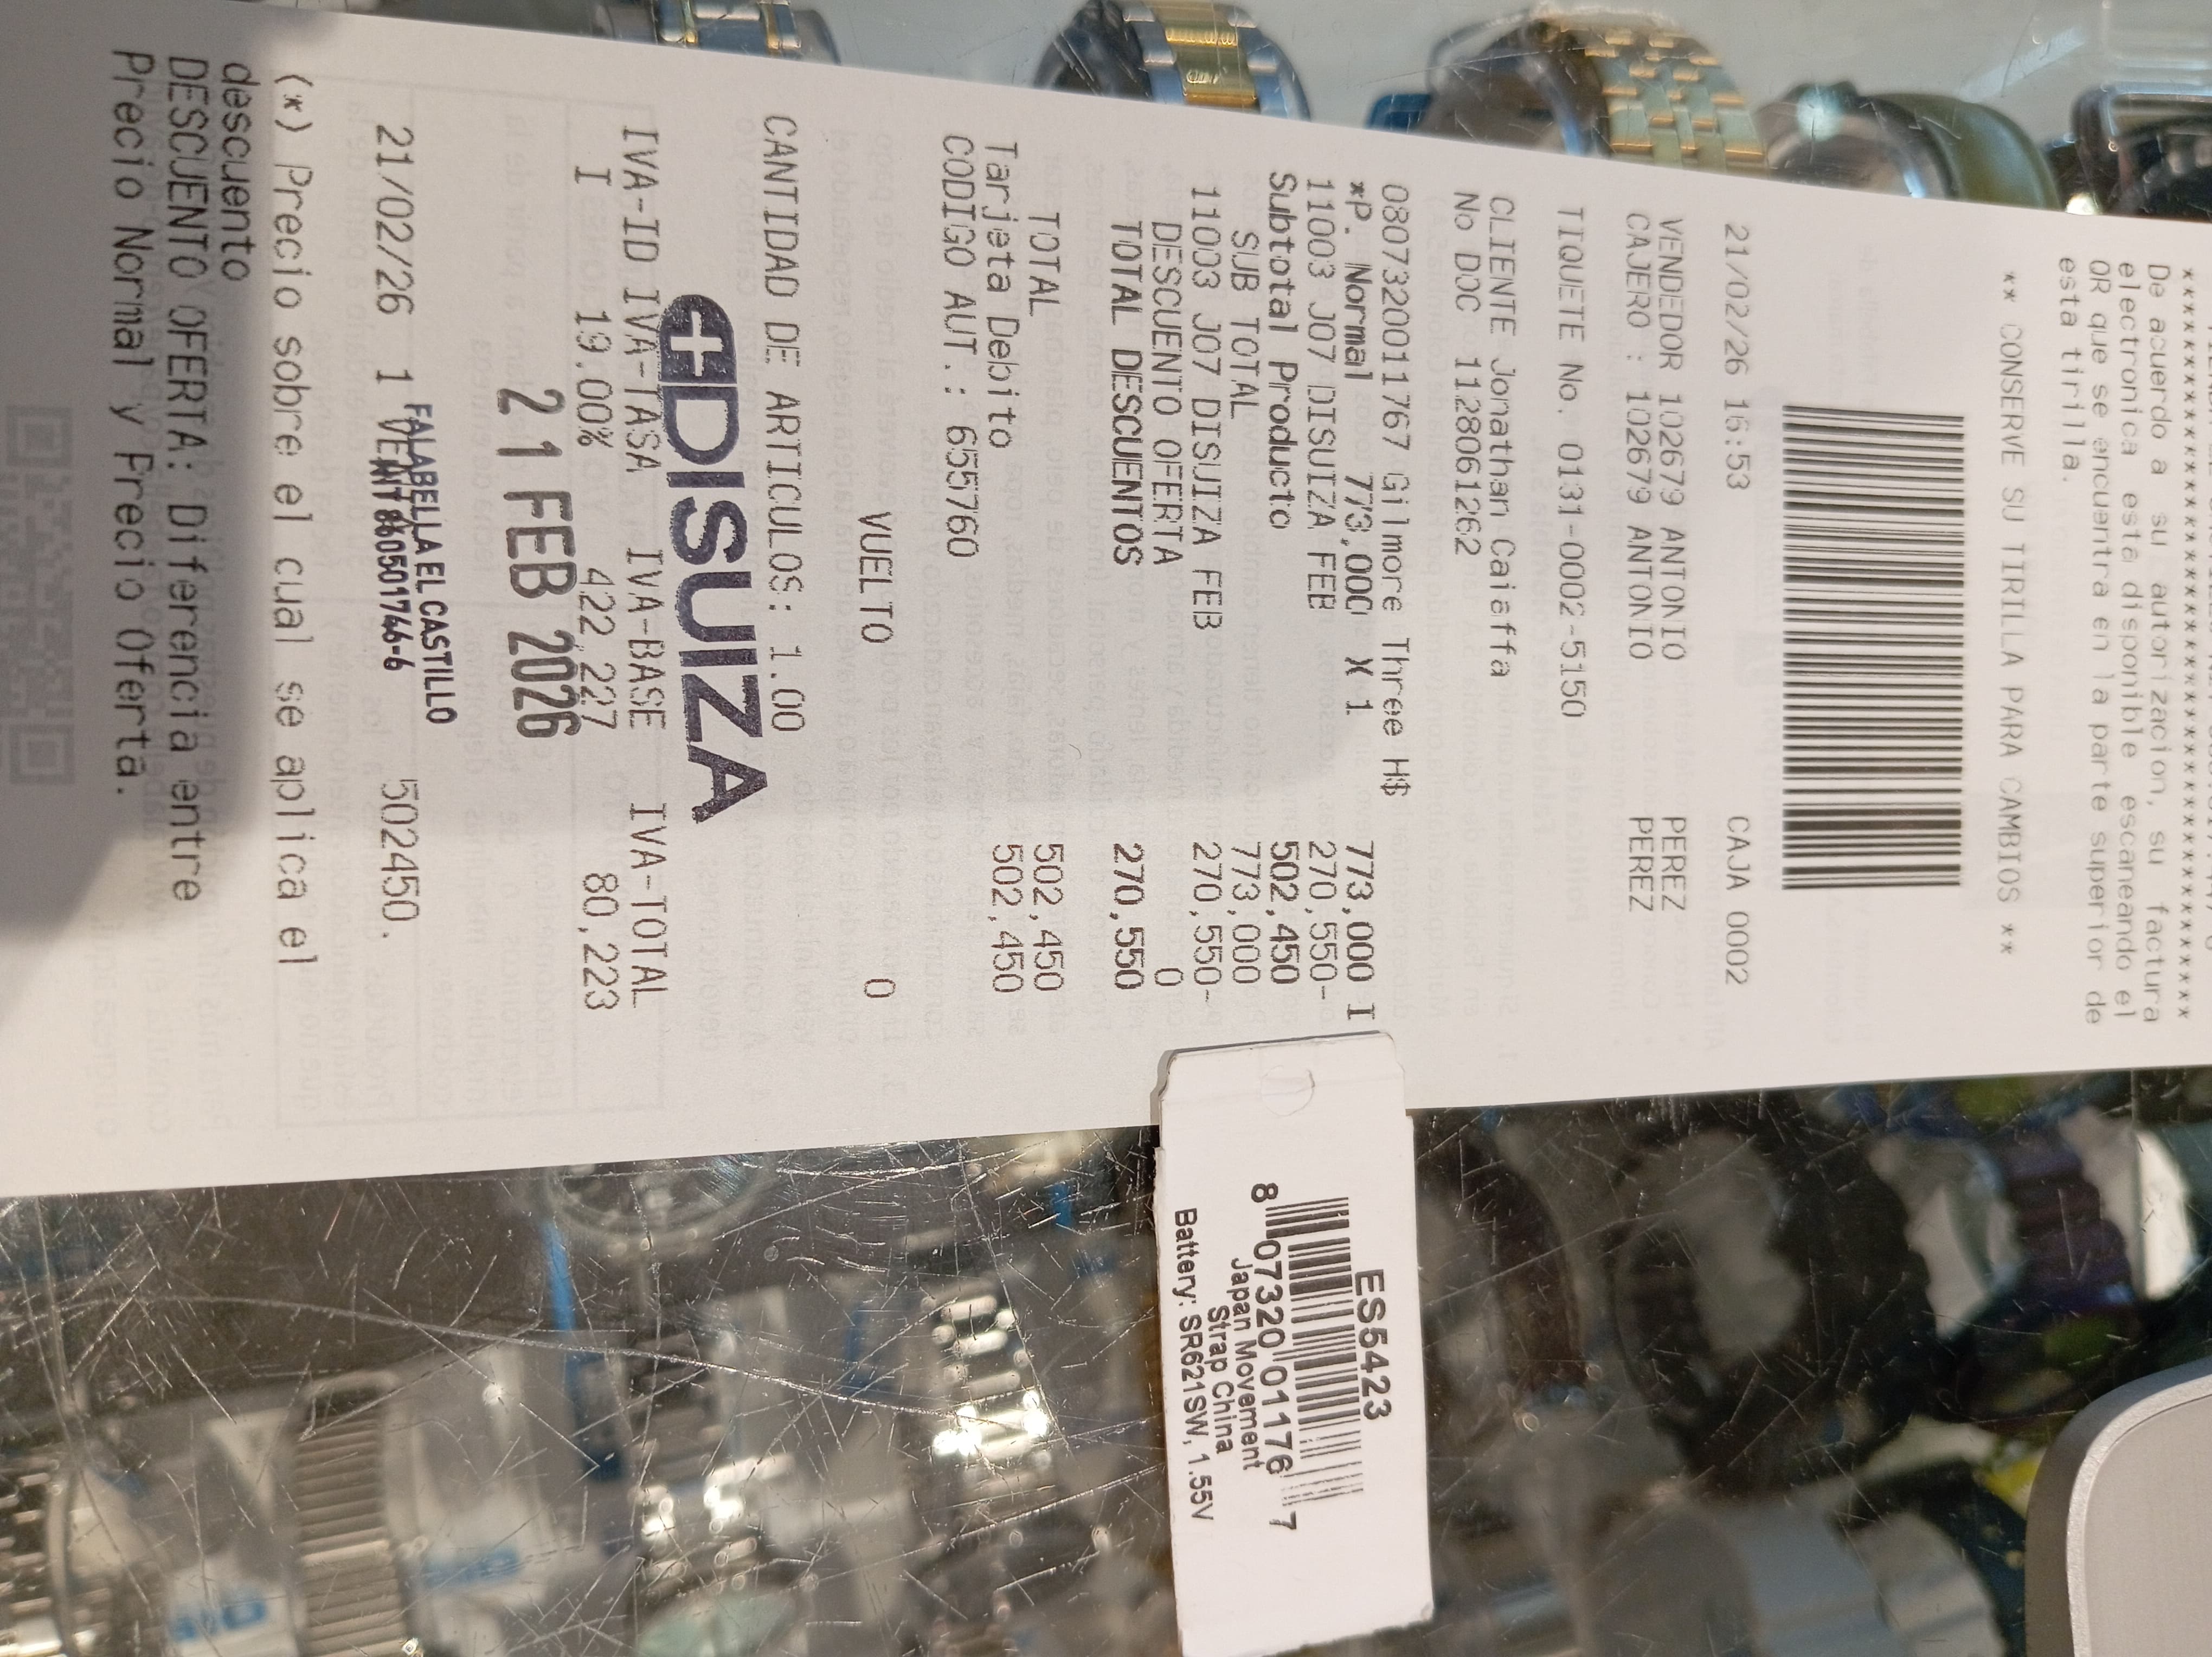 ************************************
De acuerdo a su autorizacion, su factura
electronica esta disponible escaneando el
QR que se encuentra en la parte superior de
esta tirilla.
** CONSERVE SU TIRILLA PARA CAMBIOS **
21/02/26 16:53 CAJA 0002
VENDEDOR 102679 ANTONIO PEREZ
CAJERO : 102679 ANTONIO PEREZ
TIQUETE No. 0131-0002-5150
CLIENTE Jonathan Caiaffa
No DOC 1128061262
0807320011767 Gilmore Three H$
*P. Normal 773,000 X 1 773,000 I
11003 J07 DISUIZA FEB 270,550-
Subtotal Producto 502,450
SUB TOTAL 773,000
11003 J07 DISUIZA FEB 270,550-
DESCUENTO OFERTA 0
TOTAL DESCUENTOS 270,550
TOTAL 502,450
Tarjeta Debito 502,450
CODIGO AUT.: 655760
VUELTO 0
CANTIDAD DE ARTICULOS: 1.00
DISUIZA
IVA-ID IVA-TASA IVA-BASE IVA-TOTAL
I 19.00% 422,227 80,223
21 FEB 2026
FALABELLA EL CASTILLO
NT 860501746-6
21/02/26 1 VENT 502450.
(*) Precio sobre el cual se aplica el
descuento
DESCUENTO OFERTA: Diferencia entre
Precio Normal y Precio Oferta.
ES5423
8 07320 01176 7
Japan Movement
Strap China
Battery: SR621SW, 1.55V